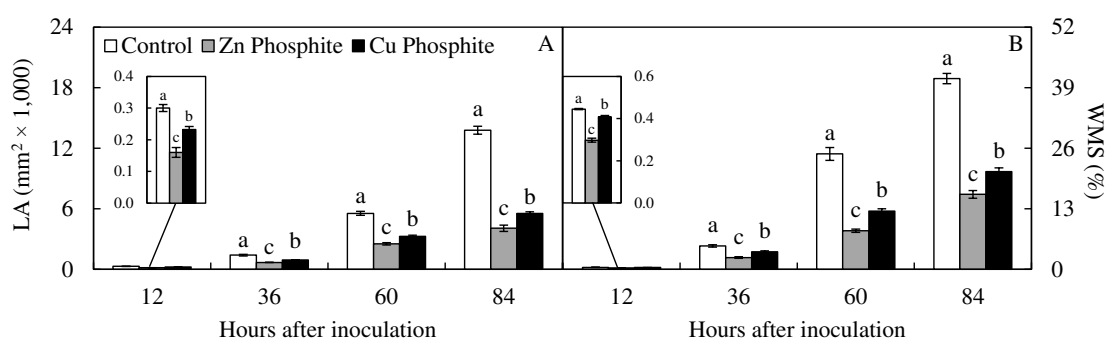 24
18
12
6
0
LA (mm² × 1,000)
Control Zn Phosphite Cu Phosphite
A
0.4
0.3
0.2
0.1
0.0
a
c
b
a
c
b
a
c
b
a
c
b
12 36 60 84
Hours after inoculation
B
0.6
0.4
0.2
0.0
a
c
b
a
c
b
a
c
b
a
c
b
12 36 60 84
Hours after inoculation
52
39
26
13
0
WMS (%)